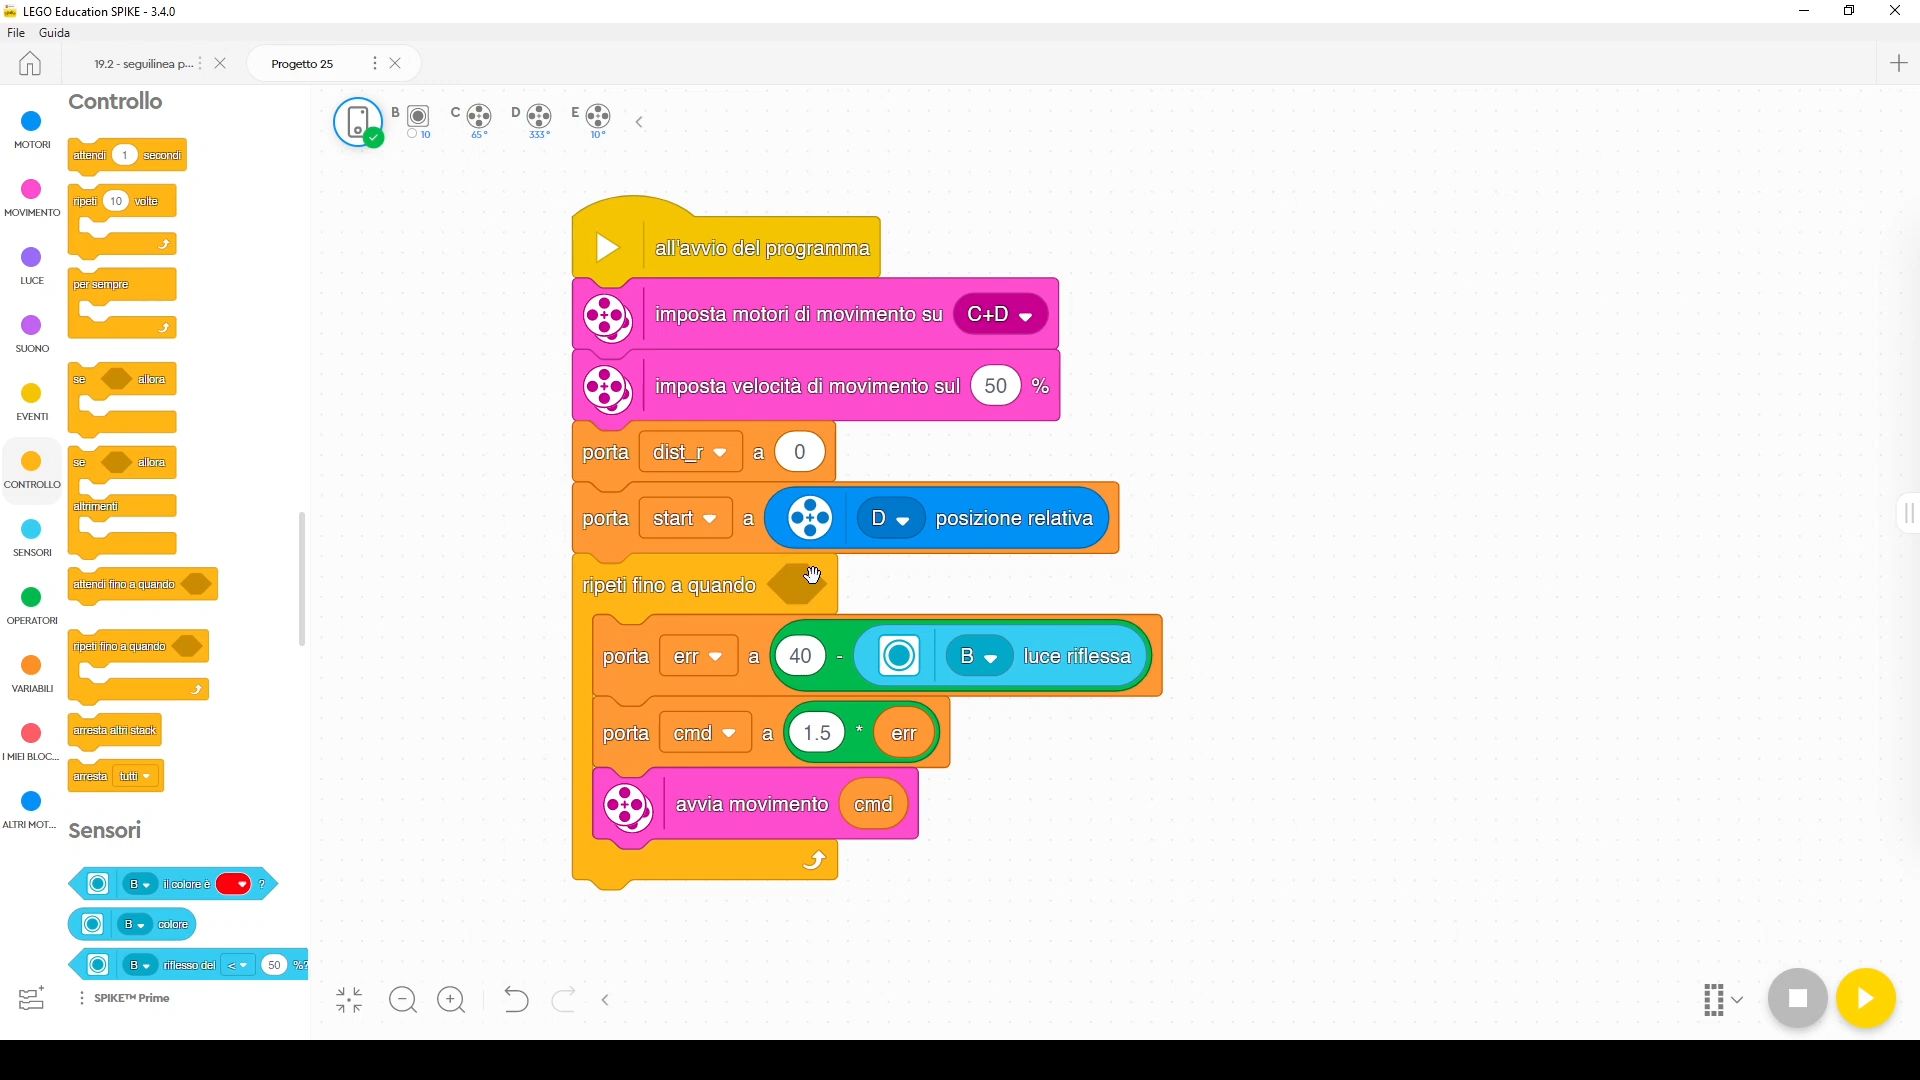 LEGO Education SPIKE - 3.4.0
File Guida
19.2 - seguilinea p...
Progetto 25
Controllo
B 10 C 65° D 333° E 10°
MOTORI
MOVIMENTO
LUCE
SUONO
EVENTI
CONTROLLO
SENSORI
OPERATORI
VARIABILI
I MIEI BLOC...
ALTRI MOT...
attendi 1 secondi
ripeti 10 volte
per sempre
se allora
se allora
altrimenti
attendi fino a quando
ripeti fino a quando
arresta altri stack
arresta tutti
Sensori
B il colore è ?
B colore
B riflesso del < 50 %?
SPIKE™ Prime
all'avvio del programma
imposta motori di movimento su C+D
imposta velocità di movimento sul 50 %
porta dist_r a 0
porta start a D posizione relativa
ripeti fino a quando
porta err a 40 - B luce riflessa
porta cmd a 1.5 * err
avvia movimento cmd